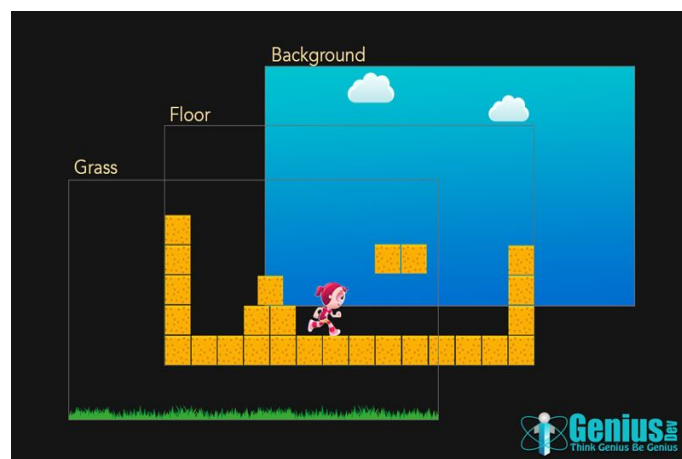 Background
Floor
Grass
Genius Dev
Think Genius Be Genius